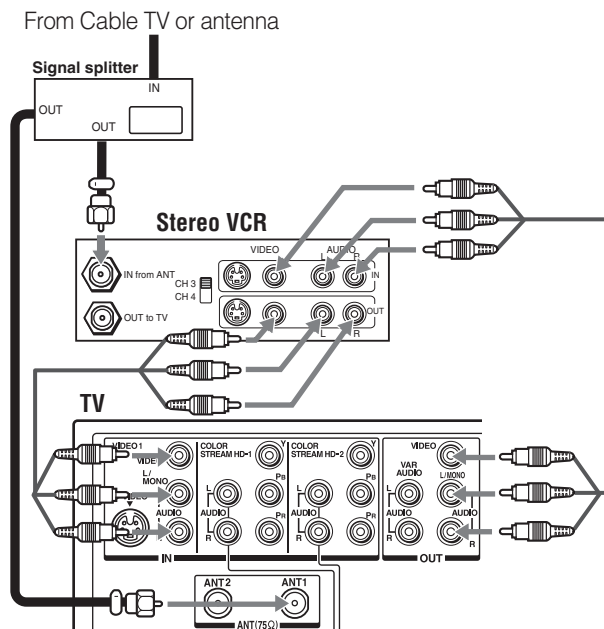 From Cable TV or antenna
Signal splitter
IN
OUT
OUT
Stereo VCR
VIDEO
AUDIO
L
R
IN from ANT
IN
CH 3
CH 4
OUT to TV
OUT
L
R
TV
VIDEO 1
VIDEO
L/
MONO
AUDIO
R
IN
COLOR
STREAM HD-1
Y
PB
L
AUDIO
R
PR
COLOR
STREAM HD-2
Y
PB
L
AUDIO
R
PR
VIDEO
VAR
AUDIO
L/MONO
L
AUDIO
R
AUDIO
R
OUT
ANT2
ANT1
ANT(75Ω)